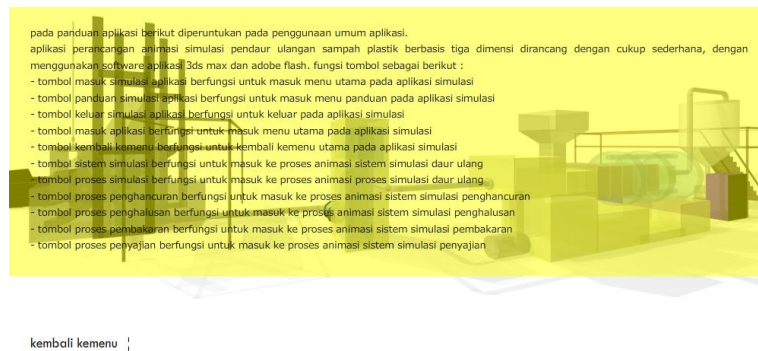 pada panduan aplikasi berikut diperuntukan pada penggunaan umum aplikasi.
aplikasi perancangan animasi simulasi pendaur ulangan sampah plastik berbasis tiga dimensi dirancang dengan cukup sederhana, dengan
menggunakan software aplikasi 3ds max dan adobe flash. fungsi tombol sebagai berikut :
- tombol masuk simulasi aplikasi berfungsi untuk masuk menu utama pada aplikasi simulasi
- tombol panduan simulasi aplikasi berfungsi untuk masuk menu panduan pada aplikasi simulasi
- tombol keluar simulasi aplikasi berfungsi untuk keluar pada aplikasi simulasi
- tombol masuk aplikasi berfungsi untuk masuk menu utama pada aplikasi simulasi
- tombol kembali kemenu berfungsi untuk kembali kemenu utama pada aplikasi simulasi
- tombol sistem simulasi berfungsi untuk masuk ke proses animasi sistem simulasi daur ulang
- tombol proses simulasi berfungsi untuk masuk ke proses animasi proses simulasi daur ulang
- tombol proses penghancuran berfungsi untuk masuk ke proses animasi sistem simulasi penghancuran
- tombol proses penghalusan berfungsi untuk masuk ke proses animasi sistem simulasi penghalusan
- tombol proses pembakaran berfungsi untuk masuk ke proses animasi sistem simulasi pembakaran
- tombol proses penyajian berfungsi untuk masuk ke proses animasi sistem simulasi penyajian
kembali kemenu